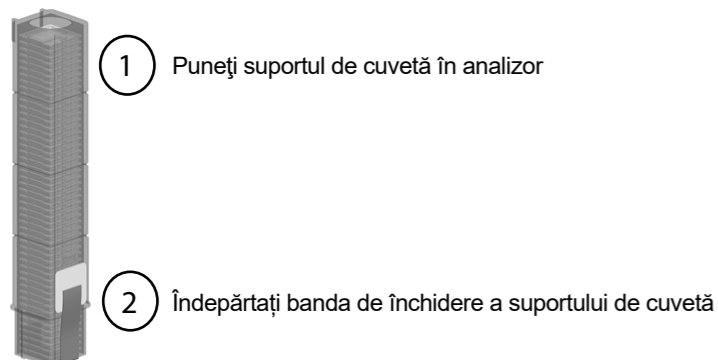 1 Puneţi suportul de cuvetă în analizor
2 Îndepărtați banda de închidere a suportului de cuvetă